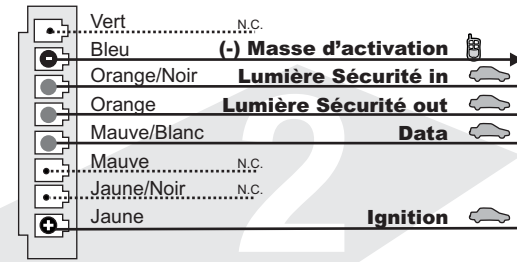 Vert N.C.
Bleu (-) Masse d’activation
Orange/Noir Lumière Sécurité in
Orange Lumière Sécurité out
Mauve/Blanc Data
Mauve N.C.
Jaune/Noir N.C.
Jaune Ignition
2